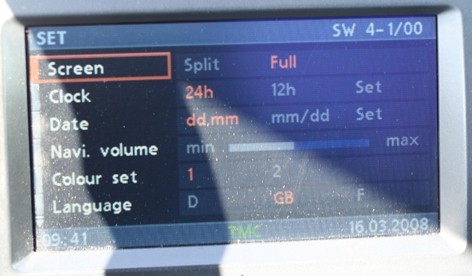 SET SW 4-1/00
Screen Split Full
Clock 24h 12h Set
Date dd,mm mm/dd Set
Navi. volume min max
Colour set 1 2
Language D GB F
09:41 TMC 16.03.2008